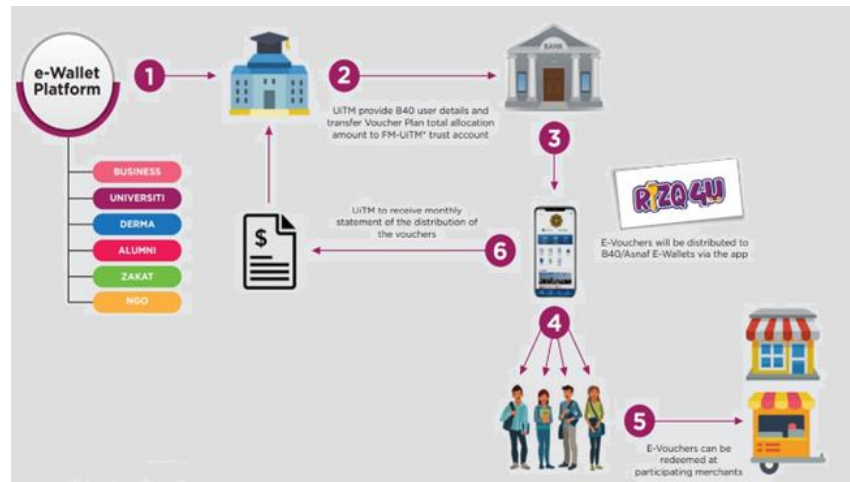 e-Wallet
Platform
1
2
BANK
UiTM provide B40 user details and
transfer Voucher Plan total allocation
amount to FM-UiTM* trust account
3
BUSINESS
UNIVERSITI
DERMA
ALUMNI
ZAKAT
NGO
$
UiTM to receive monthly
statement of the distribution of
the vouchers
6
RIZQ 4U
E-Vouchers will be distributed to
B40/Asnaf E-Wallets via the app
4
5
E-Vouchers can be
redeemed at
participating merchants